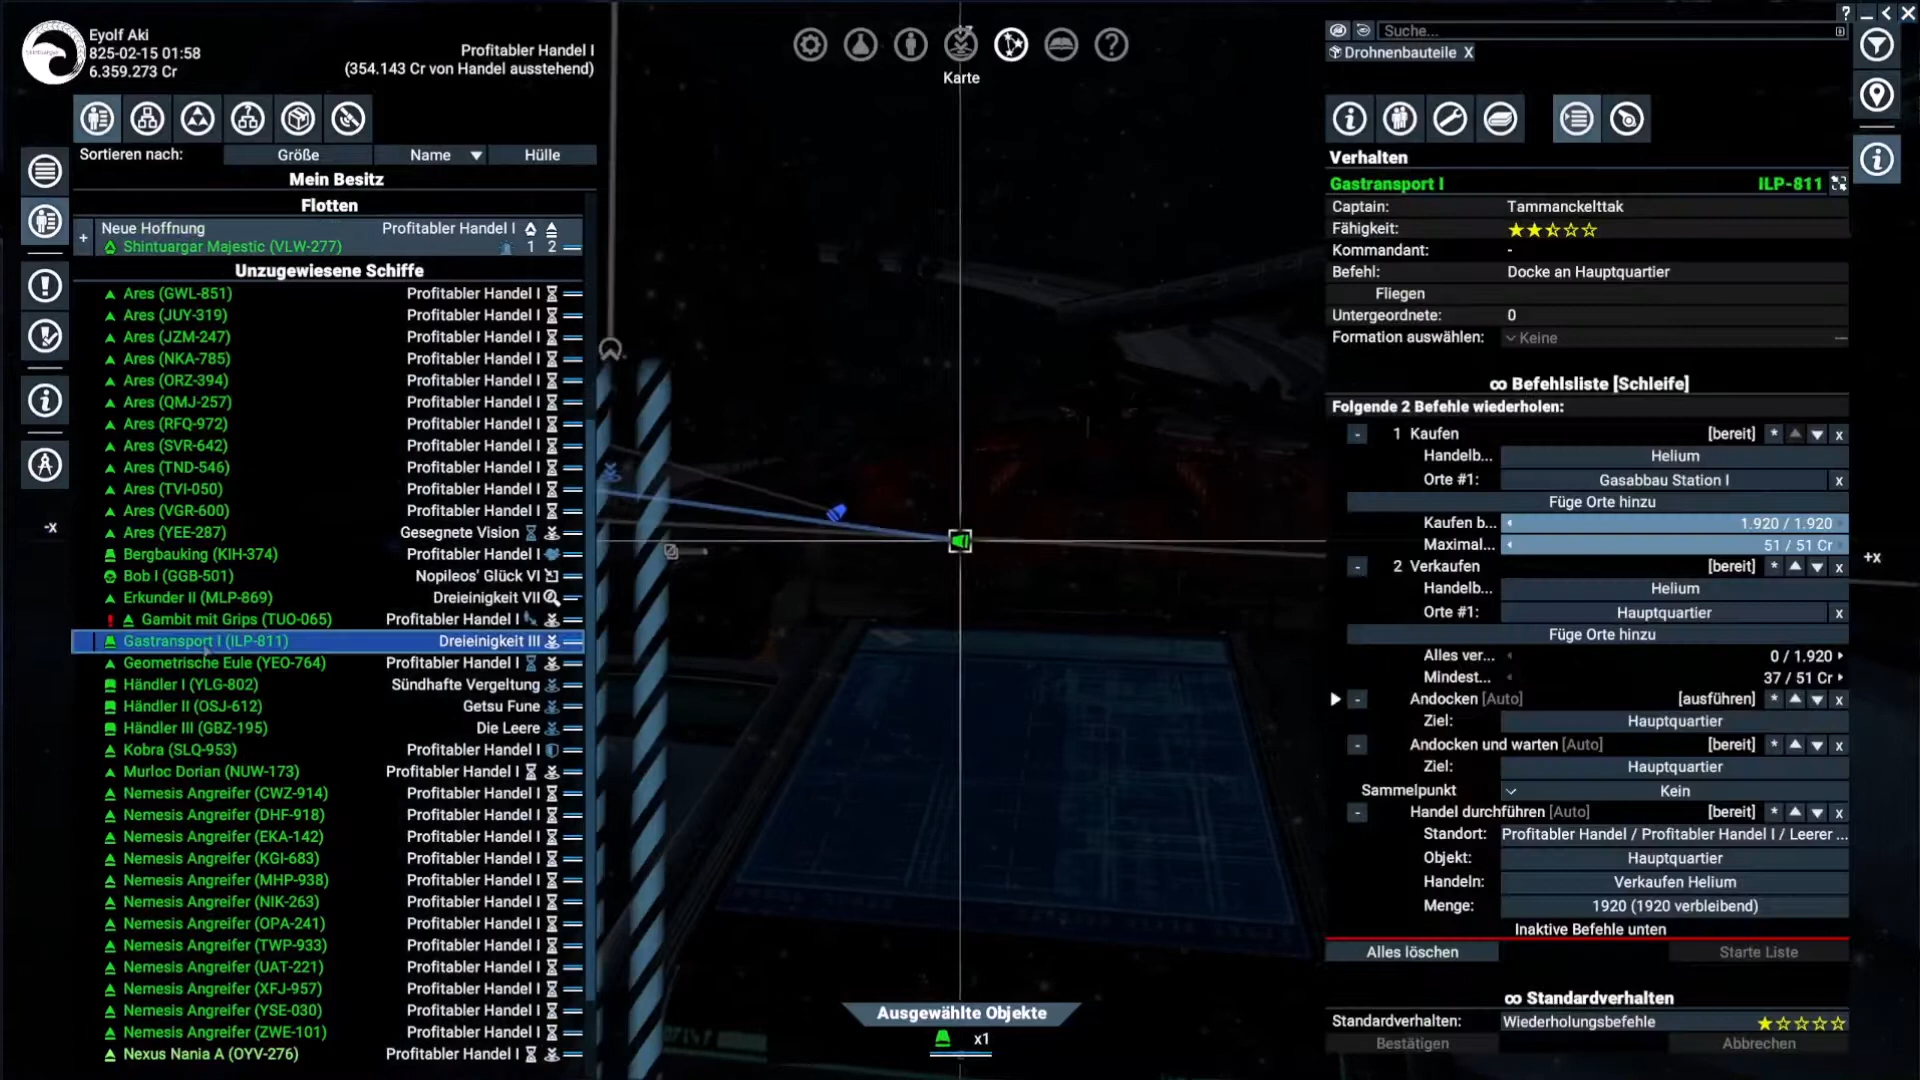 Eyolf Aki
825-02-15 01:58
6.359.273 Cr
Profitabler Handel I
(354.143 Cr von Handel ausstehend)
Karte
Suche...
Drohnenbauteile X
Sortieren nach: Größe Name Hülle
Mein Besitz
Flotten
+ Neue Hoffnung Profitabler Handel I
Shintuargar Majestic (VLW-277) 1 2
Unzugewiesene Schiffe
Ares (GWL-851) Profitabler Handel I
Ares (JUY-319) Profitabler Handel I
Ares (JZM-247) Profitabler Handel I
Ares (NKA-785) Profitabler Handel I
Ares (ORZ-394) Profitabler Handel I
Ares (QMJ-257) Profitabler Handel I
Ares (RFQ-972) Profitabler Handel I
Ares (SVR-642) Profitabler Handel I
Ares (TND-546) Profitabler Handel I
Ares (TVI-050) Profitabler Handel I
Ares (VGR-600) Profitabler Handel I
Ares (YEE-287) Gesegnete Vision
Bergbauking (KIH-374) Profitabler Handel I
Bob I (GGB-501) Nopileos' Glück VI
Erkunder II (MLP-869) Dreieinigkeit VII
! Gambit mit Grips (TUO-065) Profitabler Handel I
Gastransport I (ILP-811) Dreieinigkeit III
Geometrische Eule (YEO-764) Profitabler Handel I
Händler I (YLG-802) Sündhafte Vergeltung
Händler II (OSJ-612) Getsu Fune
Händler III (GBZ-195) Die Leere
Kobra (SLQ-953) Profitabler Handel I
Murloc Dorian (NUW-173) Profitabler Handel I
Nemesis Angreifer (CWZ-914) Profitabler Handel I
Nemesis Angreifer (DHF-918) Profitabler Handel I
Nemesis Angreifer (EKA-142) Profitabler Handel I
Nemesis Angreifer (KGI-683) Profitabler Handel I
Nemesis Angreifer (MHP-938) Profitabler Handel I
Nemesis Angreifer (NIK-263) Profitabler Handel I
Nemesis Angreifer (OPA-241) Profitabler Handel I
Nemesis Angreifer (TWP-933) Profitabler Handel I
Nemesis Angreifer (UAT-221) Profitabler Handel I
Nemesis Angreifer (XFJ-957) Profitabler Handel I
Nemesis Angreifer (YSE-030) Profitabler Handel I
Nemesis Angreifer (ZWE-101) Profitabler Handel I
Nexus Nania A (OYV-276) Profitabler Handel I
-x
+x
Ausgewählte Objekte
x1
Verhalten
Gastransport I ILP-811
Captain: Tammanckelttak
Fähigkeit:
Kommandant: -
Befehl: Docke an Hauptquartier
Fliegen
Untergeordnete: 0
Formation auswählen: Keine
∞ Befehlsliste [Schleife]
Folgende 2 Befehle wiederholen:
- 1 Kaufen [bereit] * x
Handelb... Helium
Orte #1: Gasabbau Station I x
Füge Orte hinzu
Kaufen b... 1.920 / 1.920
Maximal... 51 / 51 Cr
- 2 Verkaufen [bereit] * x
Handelb... Helium
Orte #1: Hauptquartier x
Füge Orte hinzu
Alles ver... 0 / 1.920
Mindest... 37 / 51 Cr
- Andocken [Auto] [ausführen] * x
Ziel: Hauptquartier
- Andocken und warten [Auto] [bereit] * x
Ziel: Hauptquartier
Sammelpunkt Kein
- Handel durchführen [Auto] [bereit] * x
Standort: Profitabler Handel / Profitabler Handel I / Leerer ...
Objekt: Hauptquartier
Handeln: Verkaufen Helium
Menge: 1920 (1920 verbleibend)
Inaktive Befehle unten
Alles löschen Starte Liste
∞ Standardverhalten
Standardverhalten: Wiederholungsbefehle
Bestätigen Abbrechen